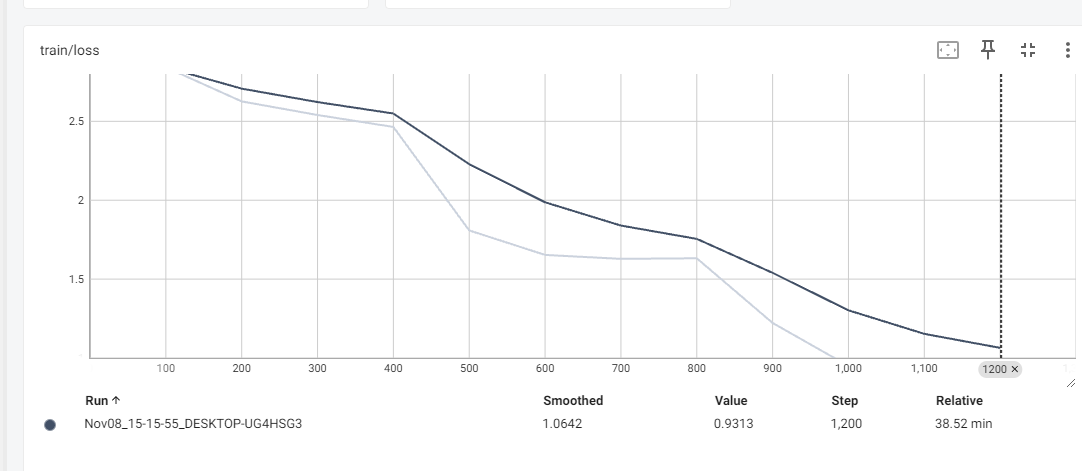 train/loss
2.5
2
1.5
100 200 300 400 500 600 700 800 900 1,000 1,100 1200 ✕
Run ↑ Smoothed Value Step Relative
Nov08_15-15-55_DESKTOP-UG4HSG3 1.0642 0.9313 1,200 38.52 min